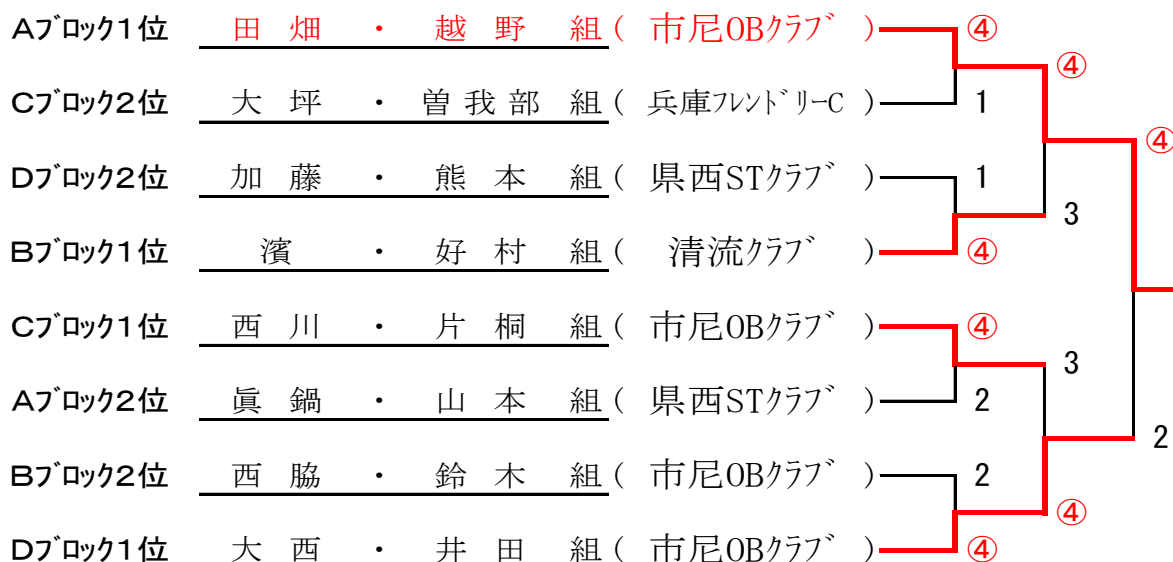 Aブロック1位 田畑・越野組(市尼OBクラブ) ④
④
Cブロック2位 大坪・曽我部組(兵庫フレンドリーC) 1
④
Dブロック2位 加藤・熊本組(県西STクラブ) 1
3
Bブロック1位 濱・好村組(清流クラブ) ④
Cブロック1位 西川・片桐組(市尼OBクラブ) ④
3
Aブロック2位 眞鍋・山本組(県西STクラブ) 2
2
Bブロック2位 西脇・鈴木組(市尼OBクラブ) 2
④
Dブロック1位 大西・井田組(市尼OBクラブ) ④